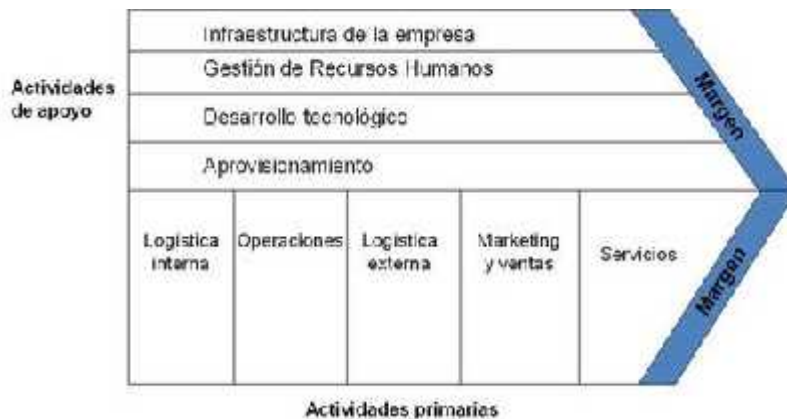 Infraestructura de la empresa
Gestión de Recursos Humanos
Actividades
de apoyo
Desarrollo tecnológico
Aprovisionamiento
Margen
Logística
interna
Operaciones
Logística
externa
Marketing
y ventas
Servicios
Margen
Actividades primarias